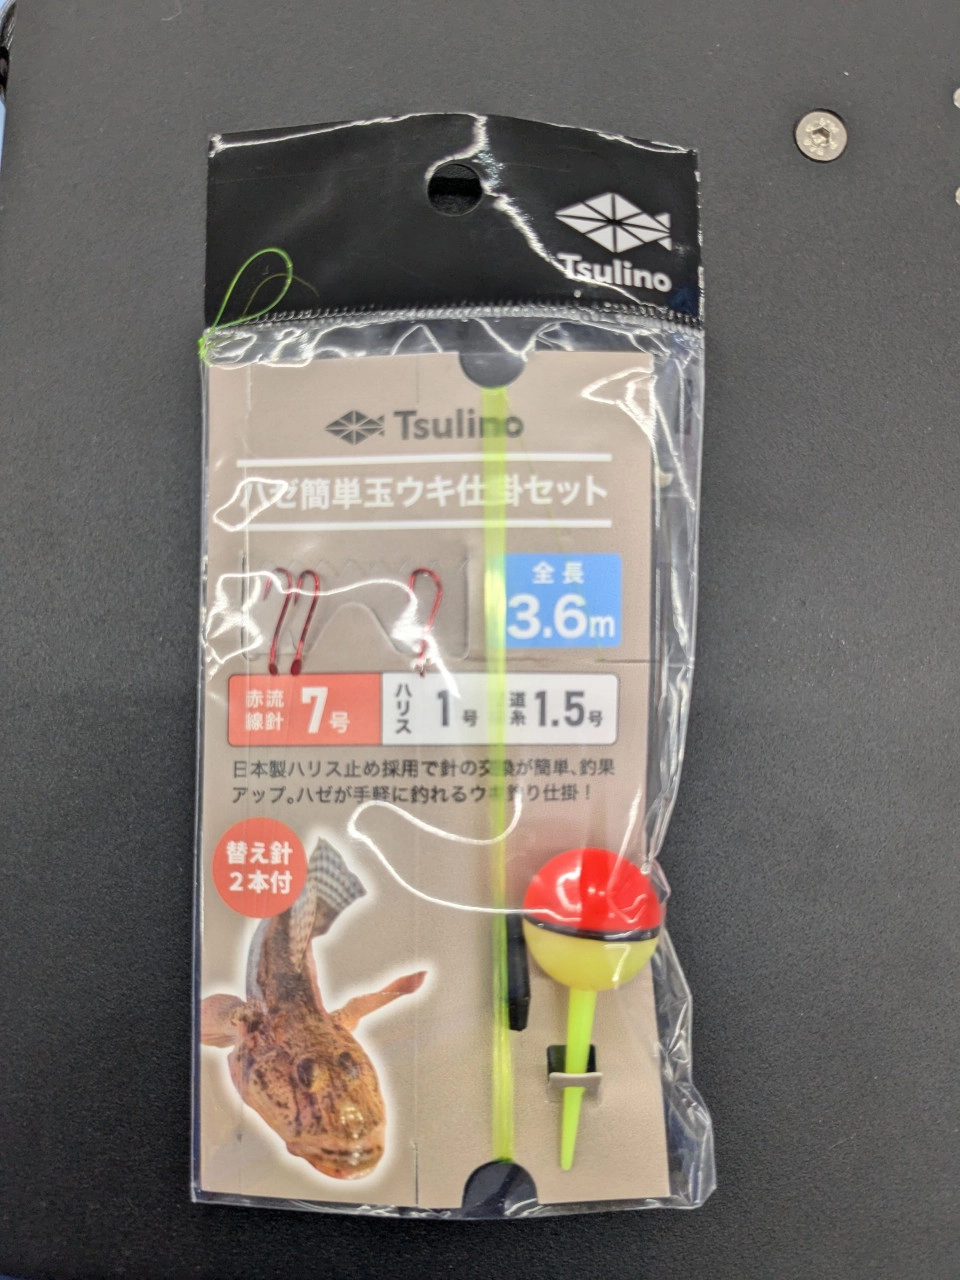 Tsulino
Tsulino
ハゼ簡単玉ウキ仕掛セット
全長
3.6m
赤流線針 7号 ハリス 1号 道糸 1.5号
日本製ハリス止め採用で針の交換が簡単、釣果
アップ。ハゼが手軽に釣れるウキ釣り仕掛！
替え針
2本付